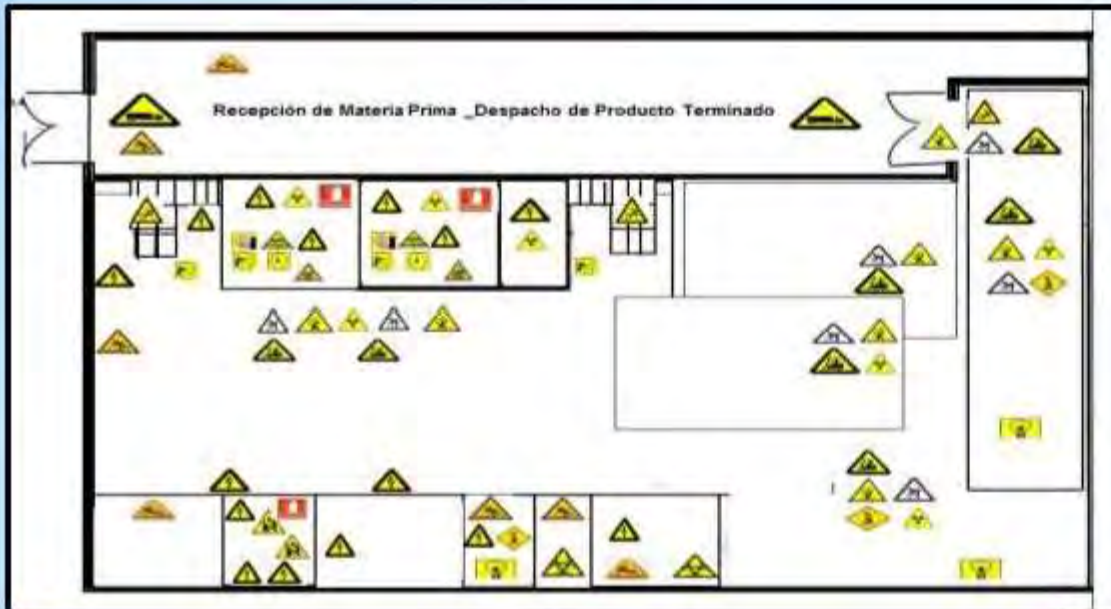 Recepción de Materia Prima _Despacho de Producto Terminado